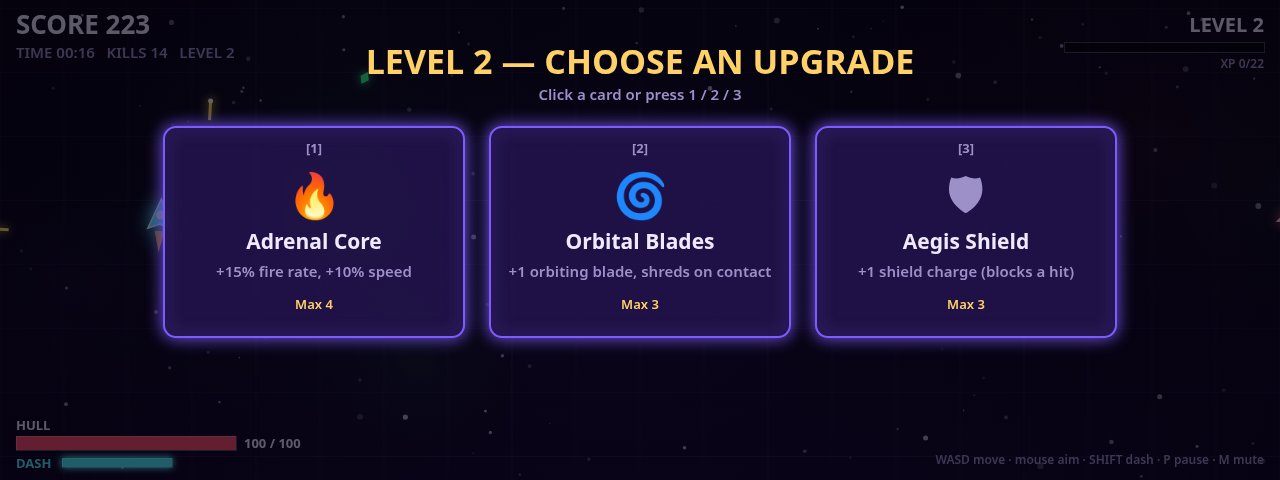 SCORE 223
TIME 00:16 KILLS 14 LEVEL 2
LEVEL 2
XP 0/22
LEVEL 2 — CHOOSE AN UPGRADE
Click a card or press 1 / 2 / 3
[1]
Adrenal Core
+15% fire rate, +10% speed
Max 4
[2]
Orbital Blades
+1 orbiting blade, shreds on contact
Max 3
[3]
Aegis Shield
+1 shield charge (blocks a hit)
Max 3
HULL
100 / 100
DASH
WASD move · mouse aim · SHIFT dash · P pause · M mute